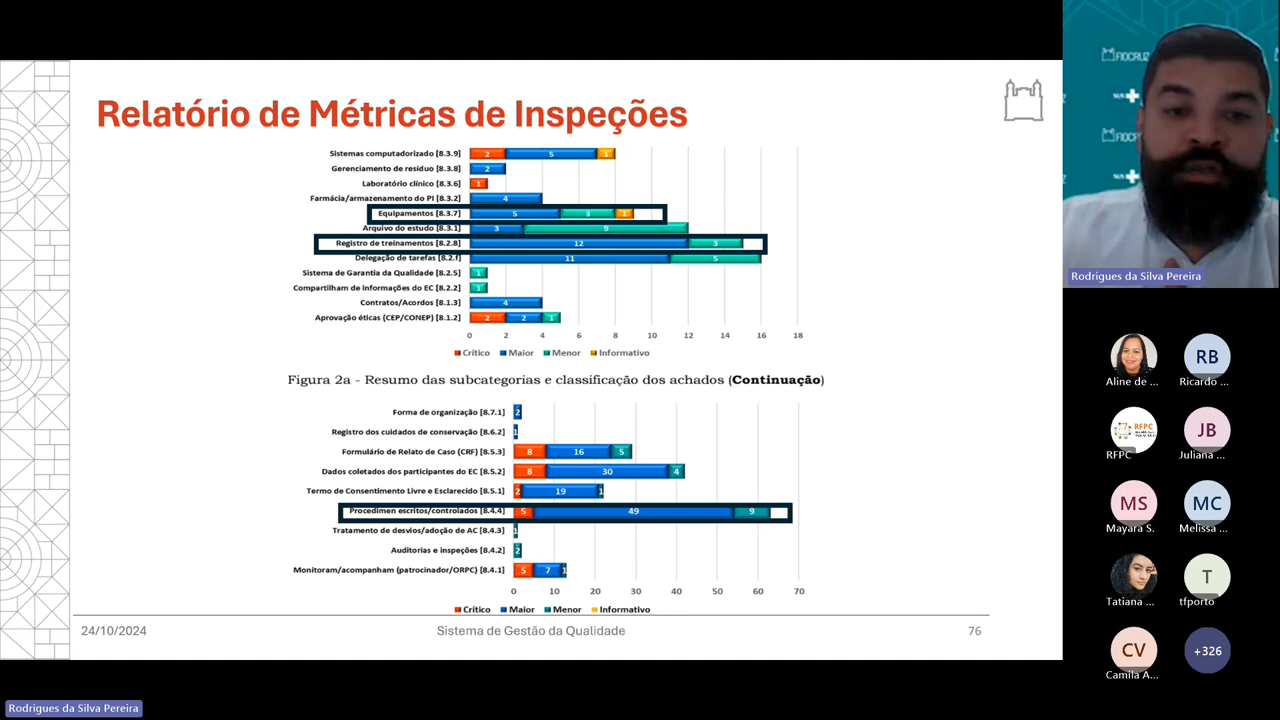 Relatório de Métricas de Inspeções
Sistemas computadorizado [8.3.9] 2 5 1
Gerenciamento de resíduo [8.3.8] 2
Laboratório clínico [8.3.6] 1
Farmácia/armazenamento do PI [8.3.2] 4
Equipamentos [8.3.7] 5 3 1
Arquivo do estudo [8.3.1] 3 9
Registro de treinamentos [8.2.8] 12 3
Delegação de tarefas [8.2.f] 11 5
Sistema de Garantia da Qualidade [8.2.5] 1
Compartilham de informações do EC [8.2.2] 1
Contratos/Acordos [8.1.3] 4
Aprovação éticas (CEP/CONEP) [8.1.2] 2 2 1
0 2 4 6 8 10 12 14 16 18
Crítico Maior Menor Informativo
Figura 2a - Resumo das subcategorias e classificação dos achados (Continuação)
Forma de organização [8.7.1] 2
Registro dos cuidados de conservação [8.6.2] 1
Formulário de Relato de Caso (CRF) [8.5.3] 8 16 5
Dados coletados dos participantes do EC [8.5.2] 8 30 4
Termo de Consentimento Livre e Esclarecido [8.5.1] 2 19 1
Procedimen escritos/controlados [8.4.4] 5 49 9
Tratamento de desvios/adoção de AC [8.4.3] 1
Auditorias e inspeções [8.4.2] 2
Monitoram/acompanham (patrocinador/ORPC) [8.4.1] 5 7 1
0 10 20 30 40 50 60 70
Crítico Maior Menor Informativo
24/10/2024 Sistema de Gestão da Qualidade 76
FIOCRUZ
SUS
Rodrigues da Silva Pereira
RB
Aline de ... Ricardo ...
RFPC JB
RFPC Juliana ...
MS MC
Mayara S. Melissa ...
T
Tatiana ... tfporto
CV +326
Camila A...
Rodrigues da Silva Pereira